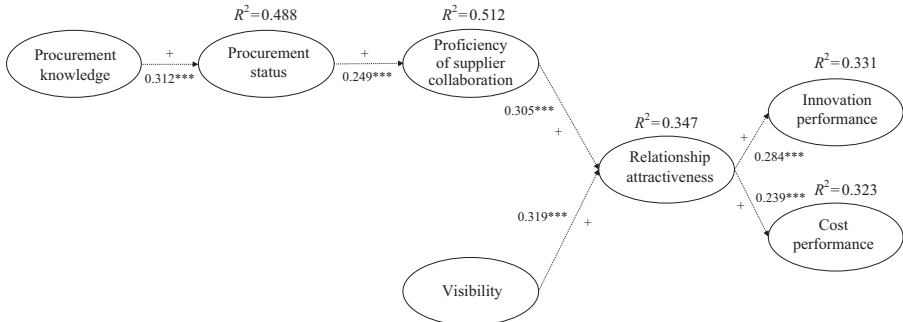 R²=0.488
R²=0.512
Procurement
knowledge
+
0.312***
Procurement
status
+
0.249***
Proficiency
of supplier
collaboration
R²=0.331
Innovation
performance
0.305***
+
R²=0.347
Relationship
attractiveness
+
0.284***
0.239***
+
R²=0.323
Cost
performance
0.319***
+
Visibility